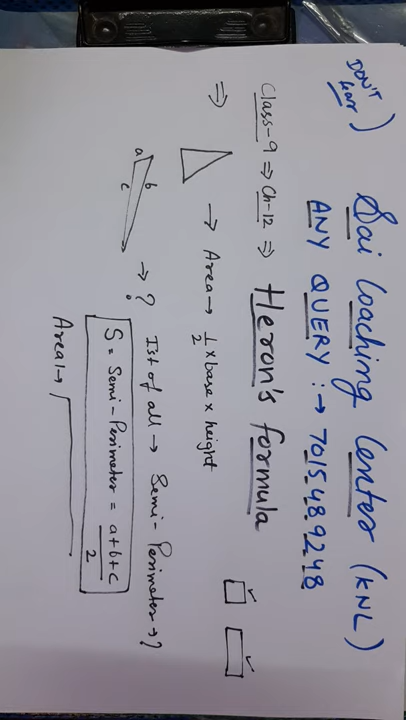 DON'T
Sai Coaching Center (KNL)
ANY QUERY :→ 7015489248
Class-9 ⇒ Ch-12 ⇒ Heron's formula
⇒ → Area → 1/2 × base × height
a b c → ? Ist of all → Semi-Perimeter → ?
S = Semi-Perimeter = a+b+c/2
Area →